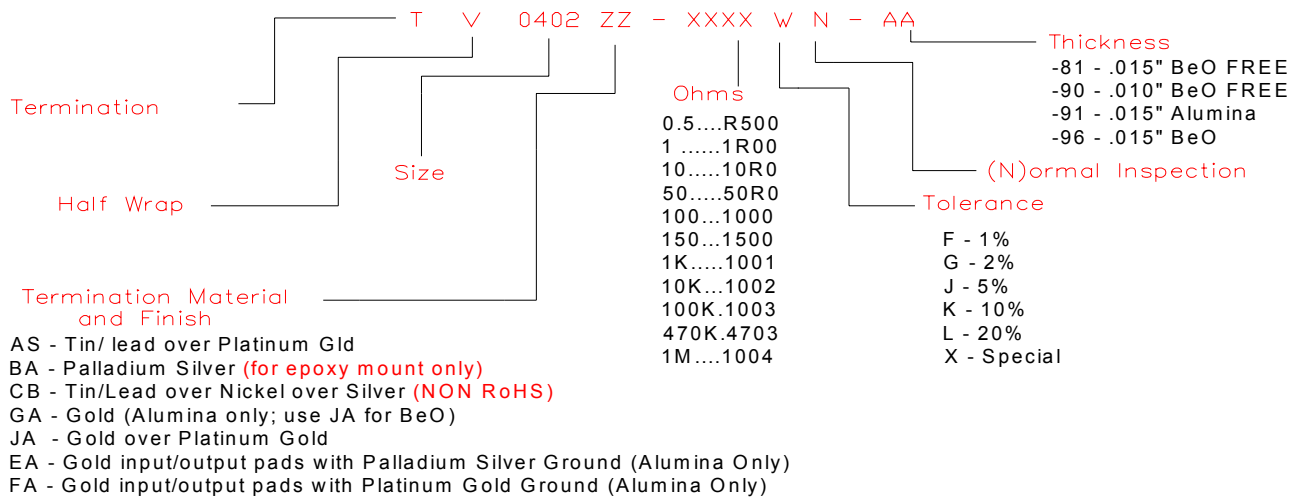 T V 0402 ZZ - XXXX W N - AA
Thickness
-81 - .015" BeO FREE
-90 - .010" BeO FREE
-91 - .015" Alumina
-96 - .015" BeO
Termination
Ohms
0.5....R500
1 ......1R00
10.....10R0
50.....50R0
100...1000
150...1500
1K.....1001
10K...1002
100K.1003
470K.4703
1M....1004
Size
(N)ormal Inspection
Half Wrap
Tolerance
F - 1%
G - 2%
J - 5%
K - 10%
L - 20%
X - Special
Termination Material
and Finish
AS - Tin/ lead over Platinum Gld
BA - Palladium Silver (for epoxy mount only)
CB - Tin/Lead over Nickel over Silver (NON RoHS)
GA - Gold (Alumina only; use JA for BeO)
JA - Gold over Platinum Gold
EA - Gold input/output pads with Palladium Silver Ground (Alumina Only)
FA - Gold input/output pads with Platinum Gold Ground (Alumina Only)